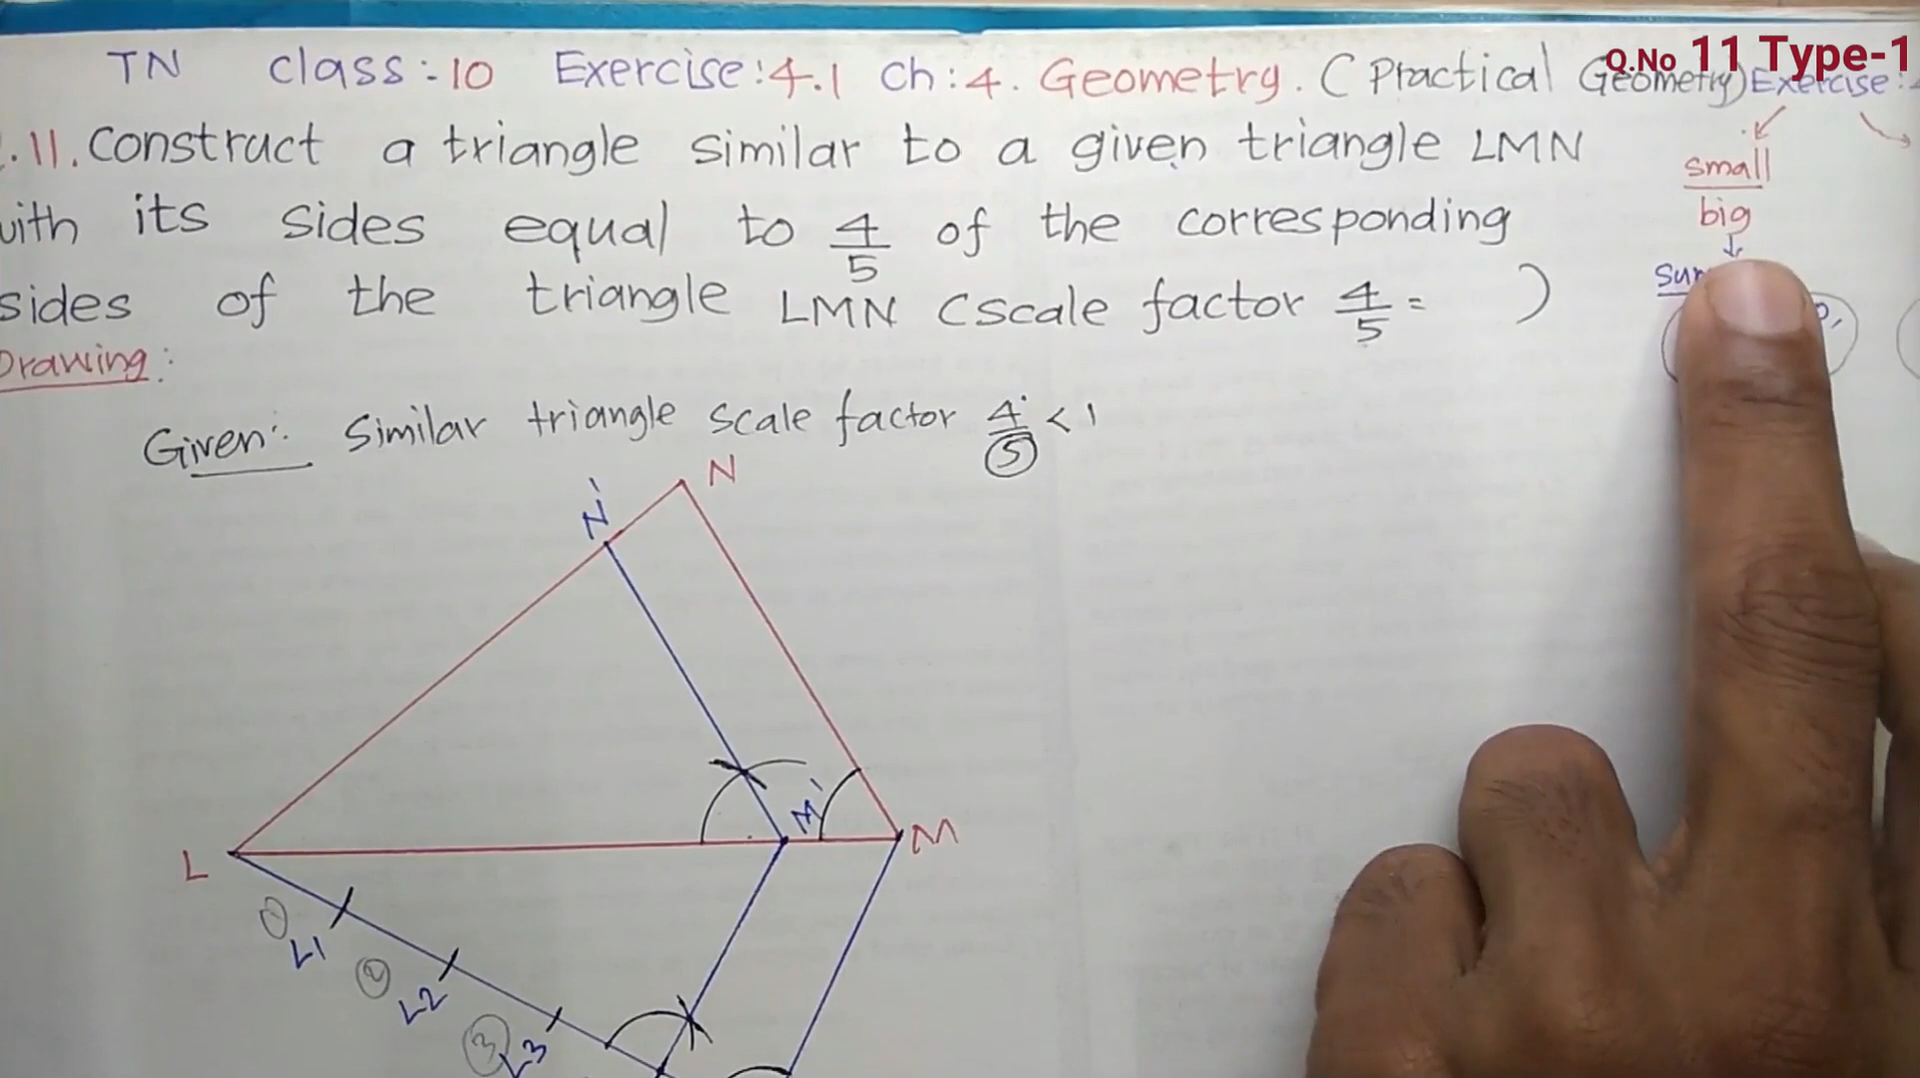 TN class:10 Exercise:4.1 Ch:4. Geometry. (Practical Geometry) Exercise:
Q.No 11 Type-1
.11. Construct a triangle similar to a given triangle LMN
with its sides equal to 4/5 of the corresponding
sides of the triangle LMN (scale factor 4/5 = )
small
big
Drawing:
Given: Similar triangle scale factor 4/5 < 1
N' N
M'
L M
1 L1
2 L2
3 L3